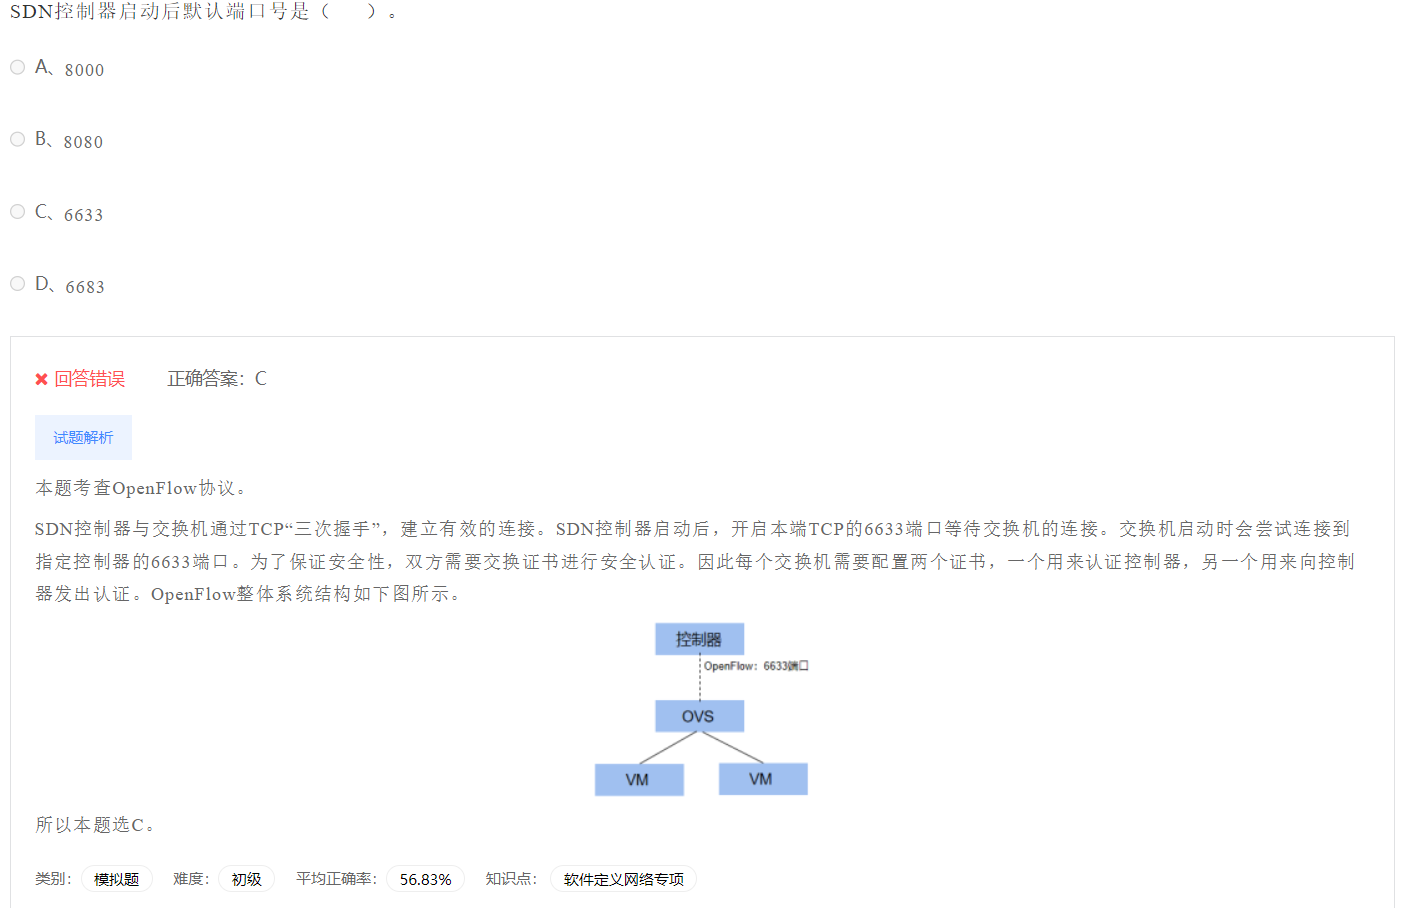 SDN控制器启动后默认端口号是（　　）。
A、8000
B、8080
C、6633
D、6683
✖ 回答错误 正确答案：C
试题解析
本题考查OpenFlow协议。
SDN控制器与交换机通过TCP“三次握手”，建立有效的连接。SDN控制器启动后，开启本端TCP的6633端口等待交换机的连接。交换机启动时会尝试连接到
指定控制器的6633端口。为了保证安全性，双方需要交换证书进行安全认证。因此每个交换机需要配置两个证书，一个用来认证控制器，另一个用来向控制
器发出认证。OpenFlow整体系统结构如下图所示。
控制器
OpenFlow：6633端口
OVS
VM VM
所以本题选C。
类别： 模拟题 难度： 初级 平均正确率： 56.83% 知识点： 软件定义网络专项